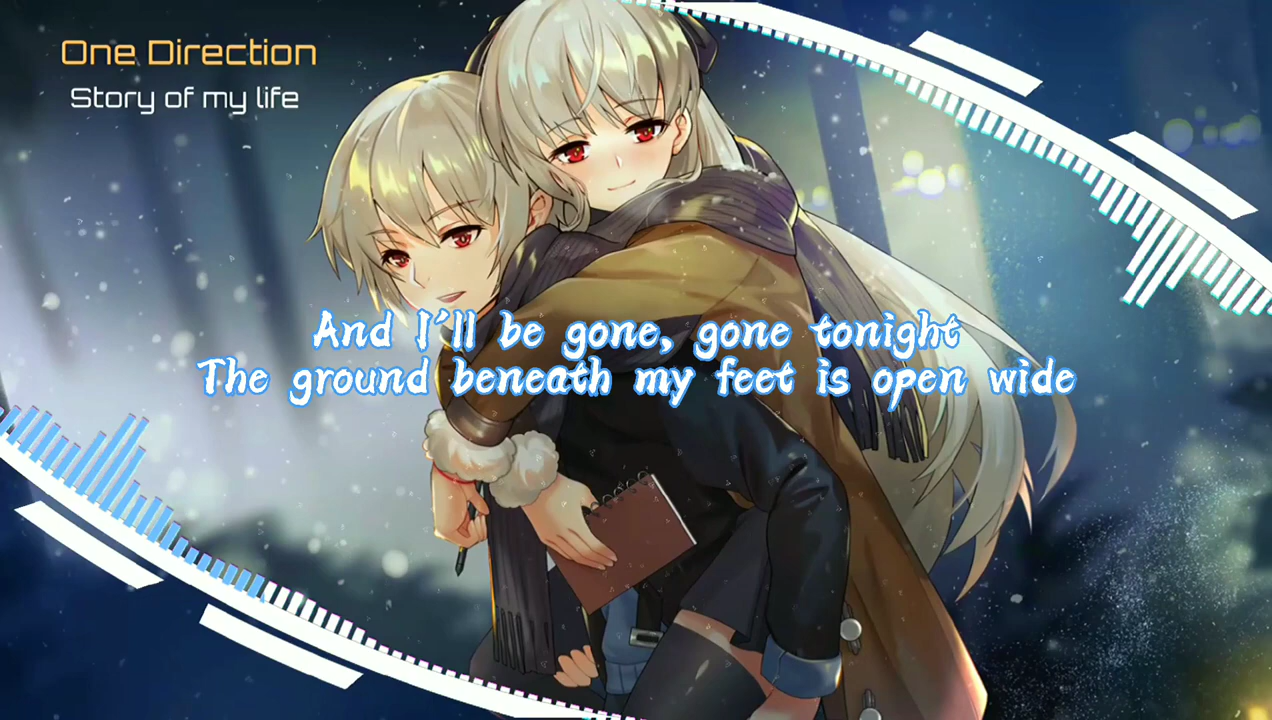 One Direction
Story of my life
And I'll be gone, gone tonight
The ground beneath my feet is open wide